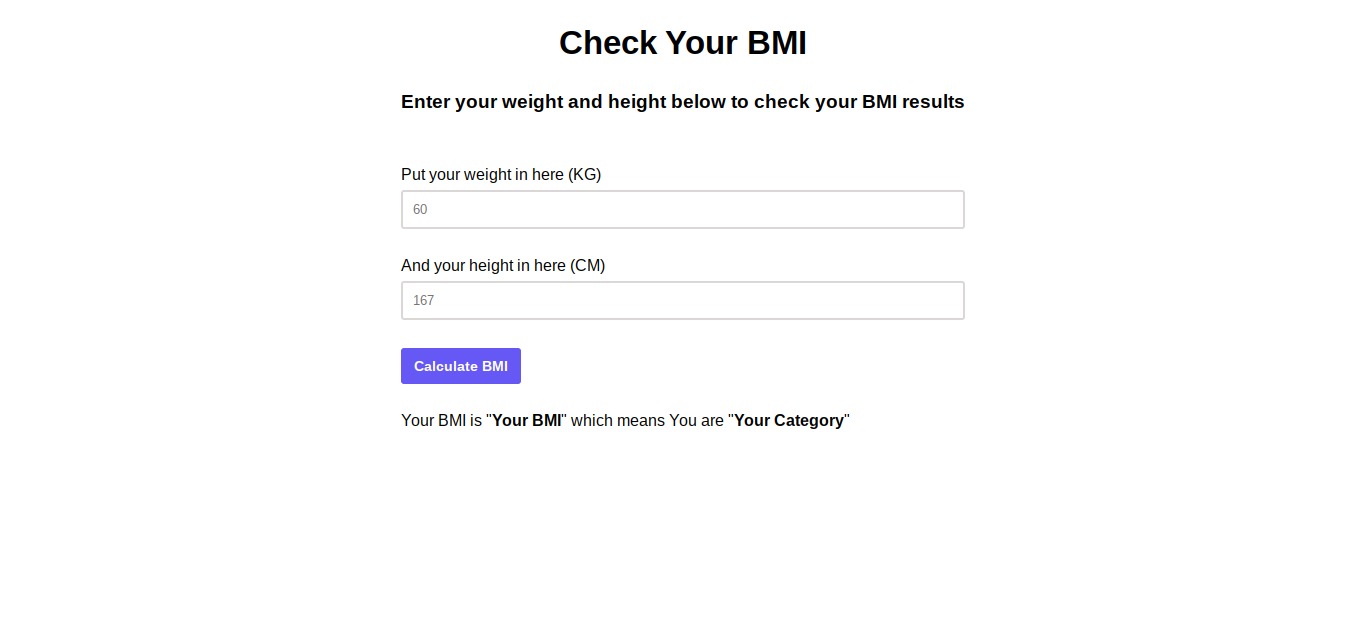 Check Your BMI
Enter your weight and height below to check your BMI results
Put your weight in here (KG)
60
And your height in here (CM)
167
Calculate BMI
Your BMI is "Your BMI" which means You are "Your Category"